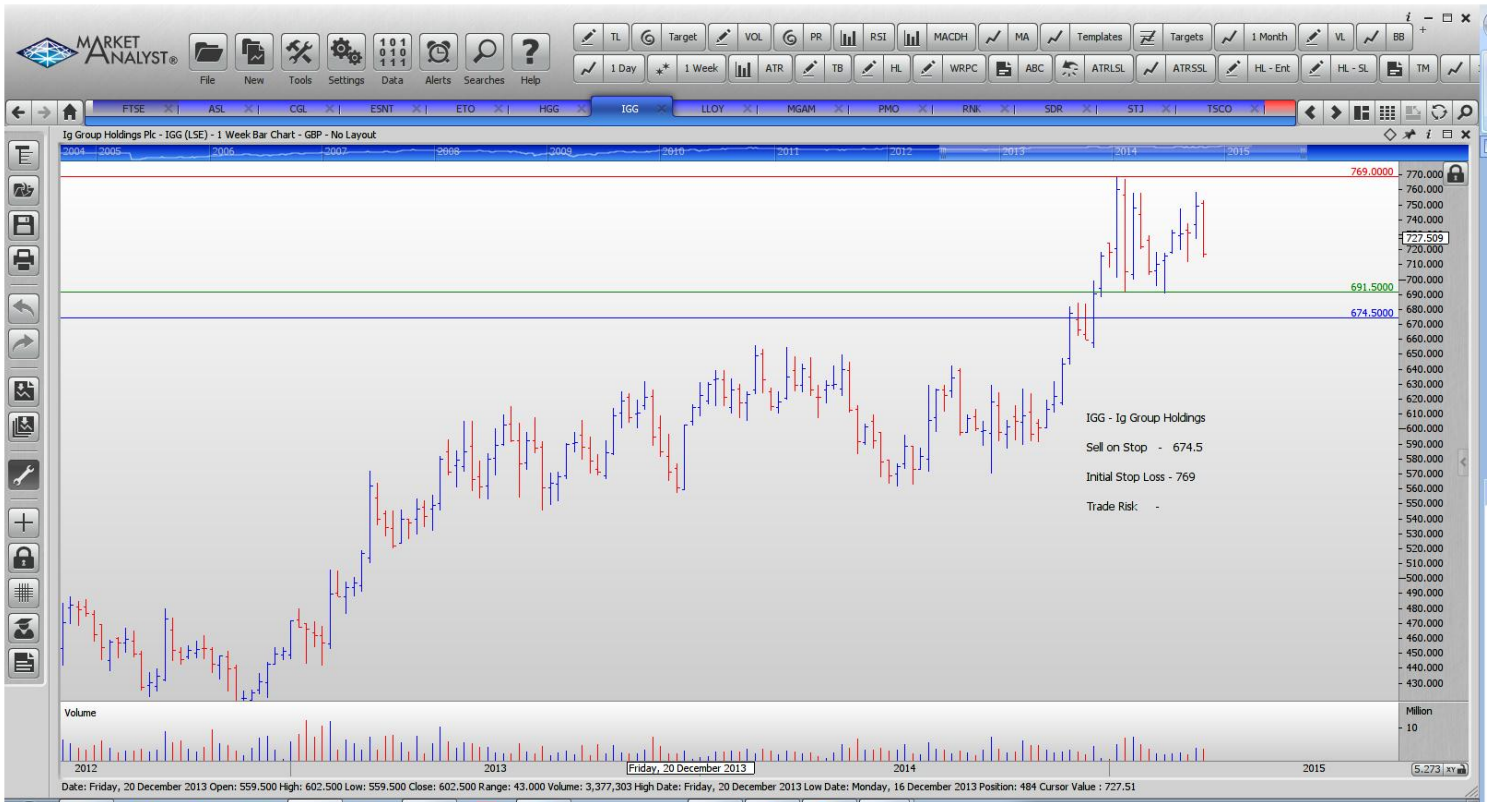 MARKET ANALYST®
File New Tools Settings Data Alerts Searches Help
TL Target VOL PR RSI MACDH MA Templates Targets 1 Month VL BB
1 Day 1 Week ATR TB HL WRPC ABC ATRLSL ATRSSL HL - Ent HL - SL TM
FTSE ASL CGL ESNT ETO HGG IGG LLOY MGAM PMO RNK SDR STJ TSCO
Ig Group Holdings Plc - IGG (LSE) - 1 Week Bar Chart - GBP - No Layout
2004 2005 2006 2007 2008 2009 2010 2011 2012 2013 2014 2015
769.0000
770.000
760.000
750.000
740.000
727.509
720.000
710.000
700.000
691.5000
690.000
680.000
674.5000
670.000
660.000
650.000
640.000
630.000
620.000
610.000
600.000
590.000
580.000
570.000
560.000
550.000
540.000
530.000
520.000
510.000
500.000
490.000
480.000
470.000
460.000
450.000
440.000
430.000
IGG - Ig Group Holdings
Sell on Stop - 674.5
Initial Stop Loss - 769
Trade Risk -
Volume
Million
10
2012 2013 Friday, 20 December 2013 2014 2015 5.273 XY
Date: Friday, 20 December 2013 Open: 559.500 High: 602.500 Low: 559.500 Close: 602.500 Range: 43.000 Volume: 3,377,303 High Date: Friday, 20 December 2013 Low Date: Monday, 16 December 2013 Position: 484 Cursor Value : 727.51